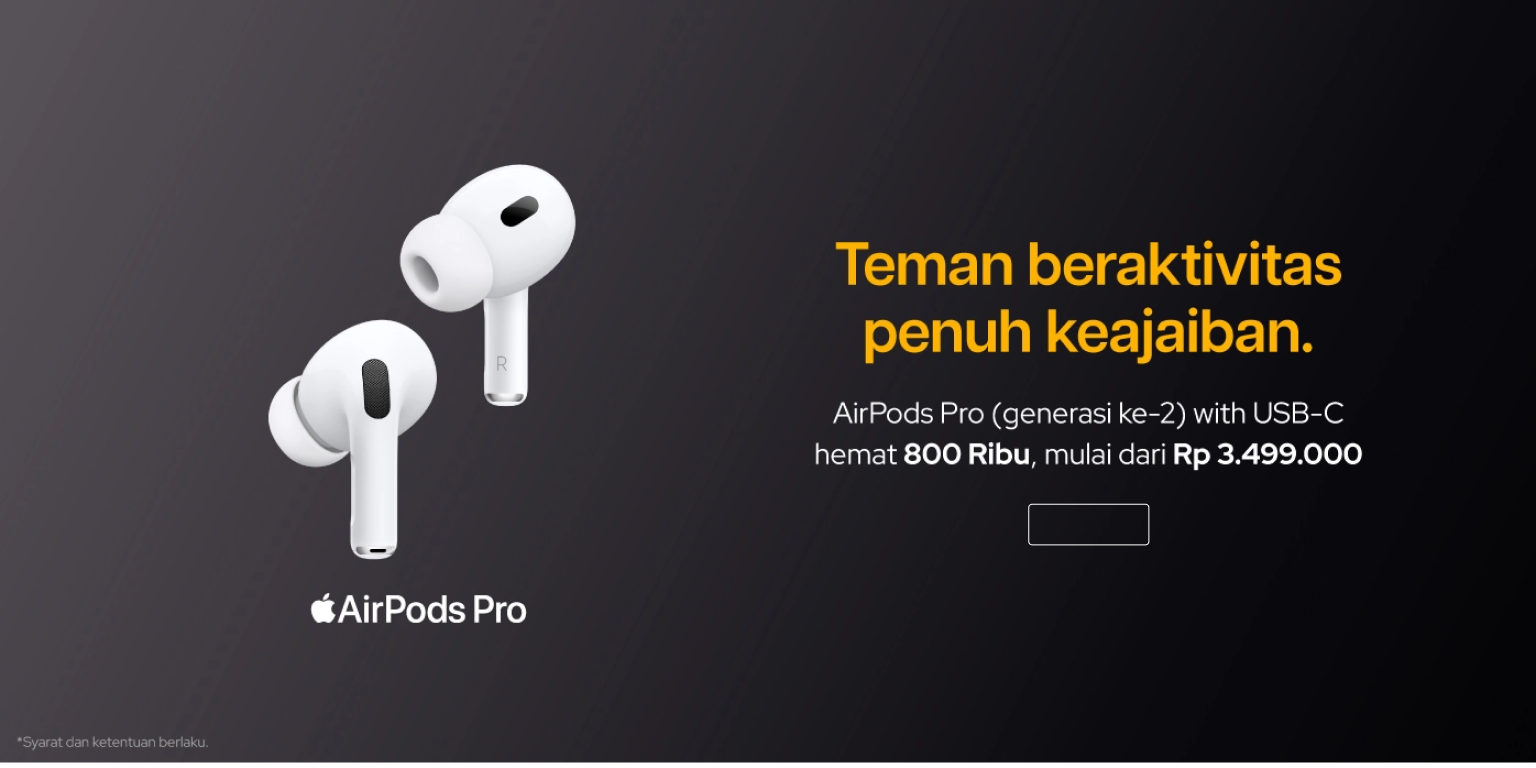 R
AirPods Pro
Teman beraktivitas
penuh keajaiban.
AirPods Pro (generasi ke-2) with USB-C
hemat 800 Ribu, mulai dari Rp 3.499.000
*Syarat dan ketentuan berlaku.